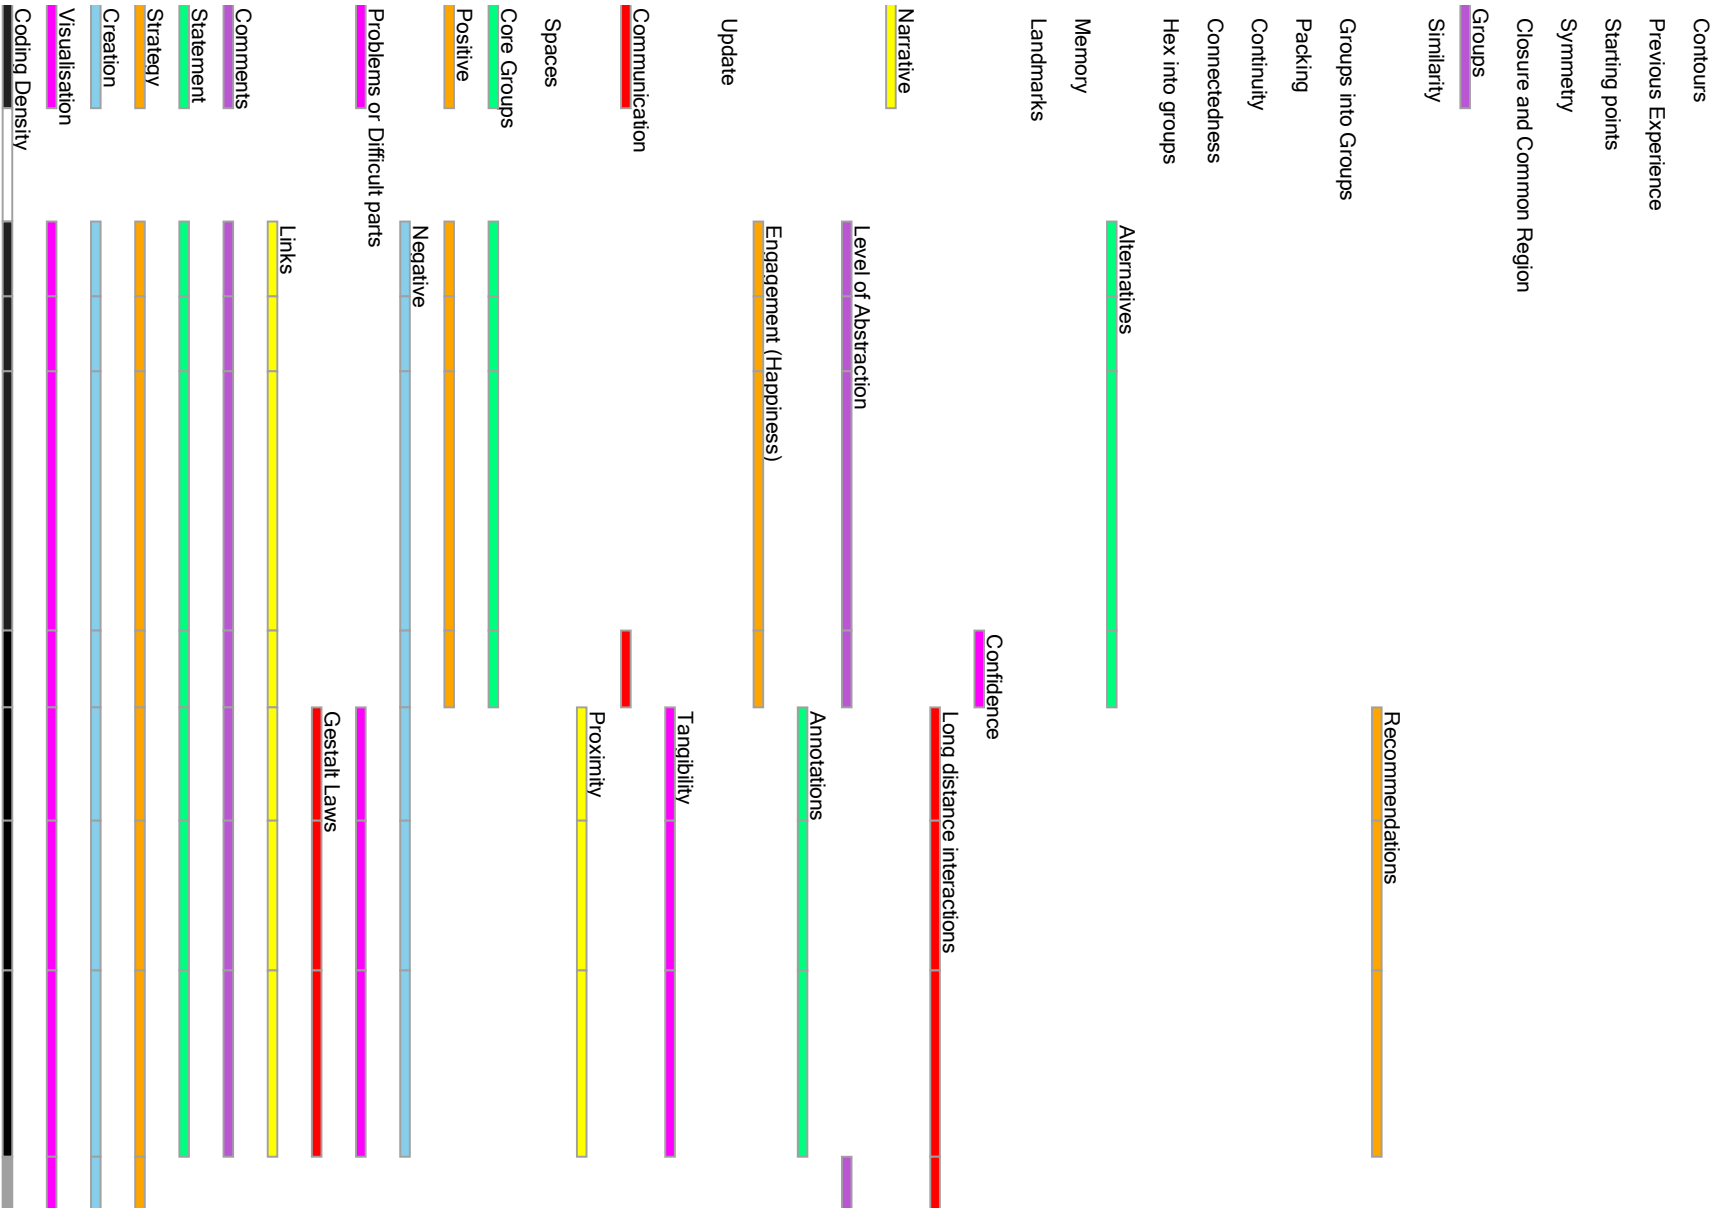 Contours
Previous Experience
Starting points
Symmetry
Closure and Common Region
Groups
Similarity
Recommendations
Groups into Groups
Packing
Continuity
Connectedness
Hex into groups
Alternatives
Memory
Landmarks
Confidence
Long distance interactions
Narrative
Level of Abstraction
Annotations
Engagement (Happiness)
Update
Tangibility
Communication
Proximity
Spaces
Core Groups
Positive
Negative
Problems or Difficult parts
Gestalt Laws
Links
Comments
Statement
Strategy
Creation
Visualisation
Coding Density